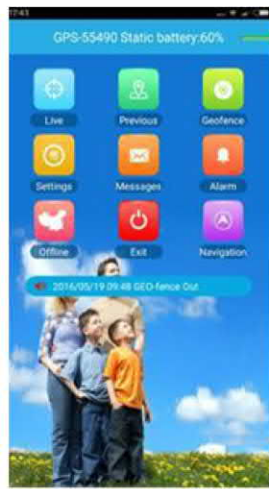 17:43
GPS-55490 Static battery:60%
Live Previous Geofence
Settings Messages Alarm
Offline Exit Navigation
2016/05/19 09:48 GEO-fence Out